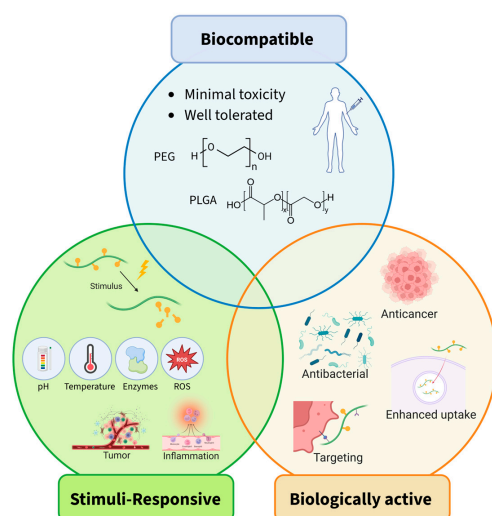 Biocompatible
• Minimal toxicity
• Well tolerated
PEG
H O OH n
PLGA
HO O O x O O H y
Stimulus
pH Temperature Enzymes ROS
ROS
Tumor Inflammation
Stimuli-Responsive
Anticancer
Antibacterial
Enhanced uptake
Targeting
Biologically active